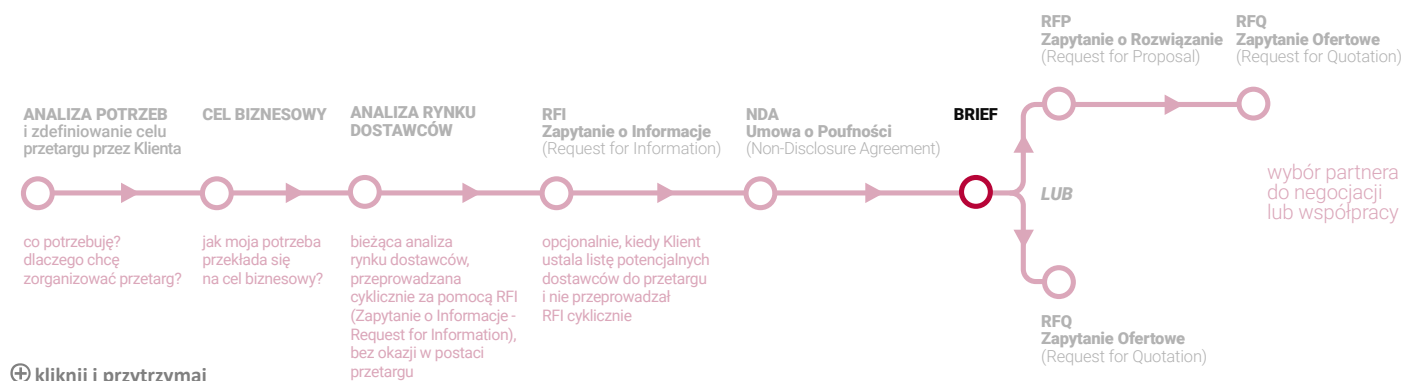 RFP
Zapytanie o Rozwiązanie
(Request for Proposal)
RFQ
Zapytanie Ofertowe
(Request for Quotation)
ANALIZA POTRZEB
i zdefiniowanie celu
przetargu przez Klienta
CEL BIZNESOWY
ANALIZA RYNKU
DOSTAWCÓW
RFI
Zapytanie o Informacje
(Request for Information)
NDA
Umowa o Poufności
(Non-Disclosure Agreement)
BRIEF
LUB
wybór partnera
do negocjacji
lub współpracy
co potrzebuję?
dlaczego chcę
zorganizować przetarg?
jak moja potrzeba
przekłada się
na cel biznesowy?
bieżąca analiza
rynku dostawców,
przeprowadzana
cyklicznie za pomocą RFI
(Zapytanie o Informacje -
Request for Information),
bez okazji w postaci
przetargu
opcjonalnie, kiedy Klient
ustala listę potencjalnych
dostawców do przetargu
i nie przeprowadzał
RFI cyklicznie
RFQ
Zapytanie Ofertowe
(Request for Quotation)
kliknij i przytrzymaj